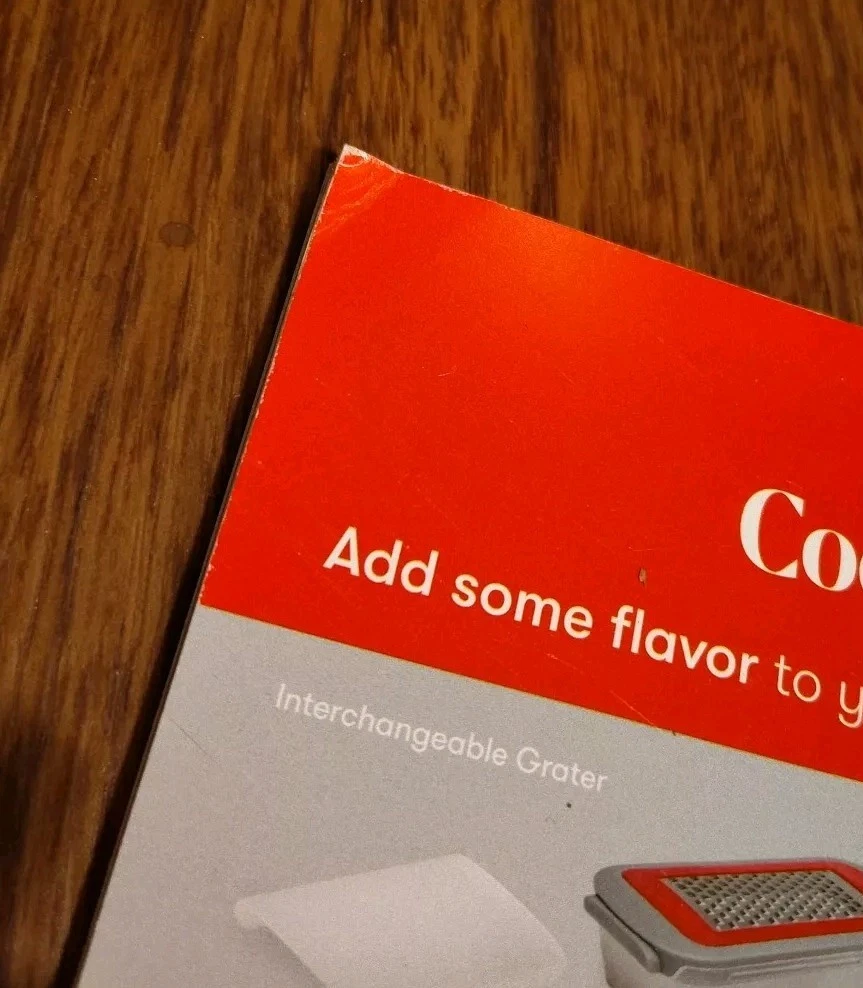 Add some flavor to
Interchangeable Grater